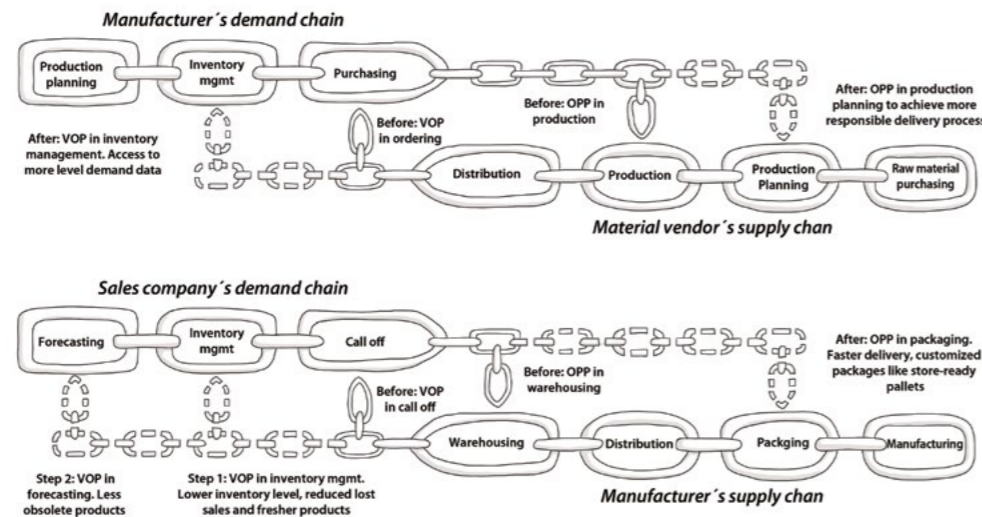 Manufacturer´s demand chain
Production
planning
Inventory
mgmt
Purchasing
After: VOP in inventory
management. Access to
more level demand data
Before: VOP
in ordering
Before: OPP in
production
After: OPP in production
planning to achieve more
responsible delivery process
Distribution
Production
Production
Planning
Raw material
purchasing
Material vendor´s supply chan
Sales company´s demand chain
Forecasting
Inventory
mgmt
Call off
Before: VOP
in call off
Before: OPP in
warehousing
After: OPP in packaging.
Faster delivery, customized
packages like store-ready
pallets
Warehousing
Distribution
Packging
Manufacturing
Step 2: VOP in
forecasting. Less
obsolete products
Step 1: VOP in inventory mgmt.
Lower inventory level, reduced lost
sales and fresher products
Manufacturer´s supply chan